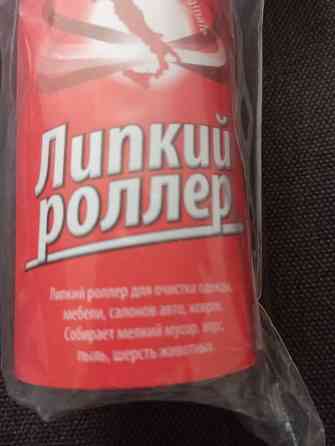 Липкий
роллер
Липкий роллер для очистки одежды,
мебели, салонов авто, ковров.
Собирает мелкий мусор, ворс,
пыль, шерсть животных.